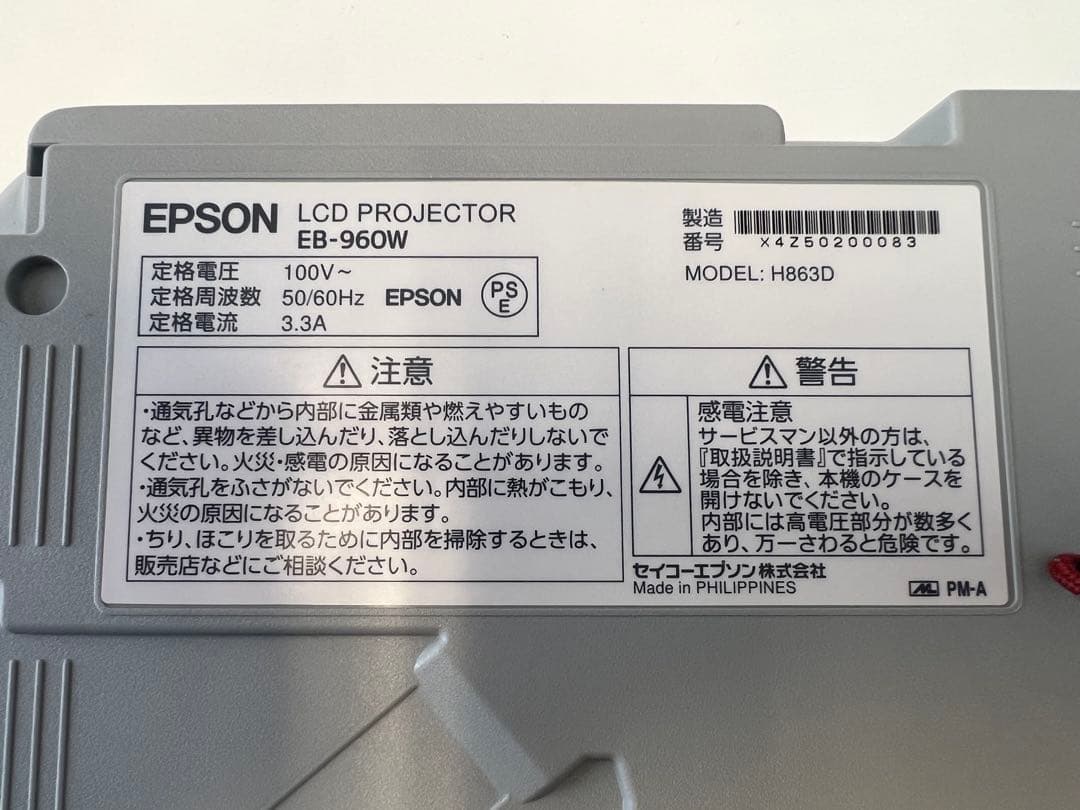 EPSON LCD PROJECTOR
EB-960W
定格電圧 100V~
定格周波数 50/60Hz EPSON PSE
定格電流 3.3A
製造
番号 X4Z50200083
MODEL: H863D
⚠注意
・通気孔などから内部に金属類や燃えやすいもの
など、異物を差し込んだり、落とし込んだりしないで
ください。火災・感電の原因になることがあります。
・通気孔をふさがないでください。内部に熱がこもり、
火災の原因になることがあります。
・ちり、ほこりを取るために内部を掃除するときは、
販売店などにご相談ください。
⚠警告
感電注意
サービスマン以外の方は、
『取扱説明書』で指示している
場合を除き、本機のケースを
開けないでください。
内部には高電圧部分が数多く
あり、万一さわると危険です。
セイコーエプソン株式会社
Made in PHILIPPINES
PM-A